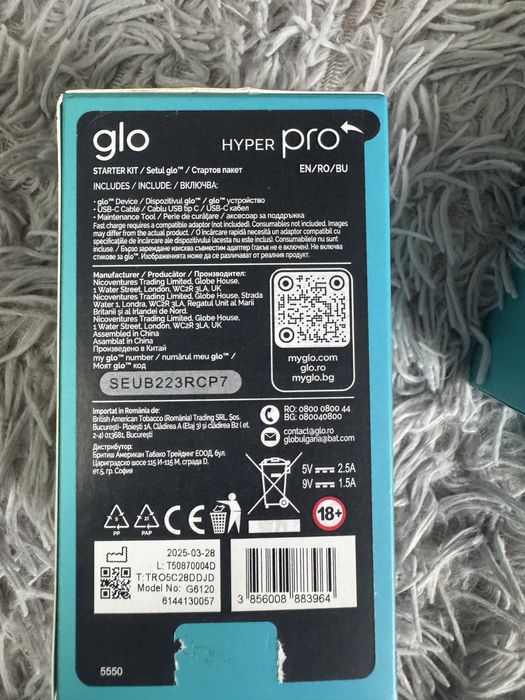 glo
HYPER pro
STARTER KIT / Setul glo™ / Стартов пакет
EN/RO/BU
INCLUDES / INCLUDE: / ВКЛЮЧВА:
• glo™ Device / Dispozitivul glo™ / glo™ устройство
• USB-C Cable / Cablu USB tip C / USB-C кабел
• Maintenance Tool / Perie de curățare / аксесоар за поддръжка
Fast charge requires a compatible adaptor (not included). Consumables not included. Images
may differ from the actual product. / O încărcare rapidă necesită un adaptor compatibil cu
specificațiile de încărcare ale dispozitivului (acesta nu este inclus). Consumabilele nu sunt
incluse / Бързо зареждане изисква съвместим адаптер (такъв не е включен). Не включва
стикове за glo™. Изображенията може да се различават от реалния продукт.
Manufacturer / Producător / Производител:
Nicoventures Trading Limited, Globe House,
1 Water Street, London, WC2R 3LA, UK
Nicoventures Trading Limited, Globe House, Strada
Water 1, Londra, WC2R 3LA, Regatul Unit al Marii
Britanii și al Irlandei de Nord.
Nicoventures Trading Limited, Globe House,
1 Water Street, London, WC2R 3LA, UK
Assembled in China
Asamblat in China
Произведено в Китай
my glo™ number / numărul meu glo™ /
Моят glo™ код
SEUB223RCP7
myglo.com
glo.ro
myglo.bg
Importat în România de:
British American Tobacco (România) Trading SRL, Șos.
București- Ploiești 1A, Clădirea A (Etaj 3) și clădirea B2 ( et.
2-4) 013681, București
Дистрибутор:
Бритиш Американ Табако Трейдинг ЕООД, бул.
Цариградско шосе 115 И-115 М, сграда D,
ет.5, гр. София
RO: 0800 0800 44
BG: 080040800
contact@glo.ro
globulgaria@bat.com
5V 2.5A
9V 1.5A
5
PP
PAP
CE
18+
2025-03-28
L: T50870004D
T: TRO5C28DDJD
Model No: G6120
6144130057
3 856008 883964
5550